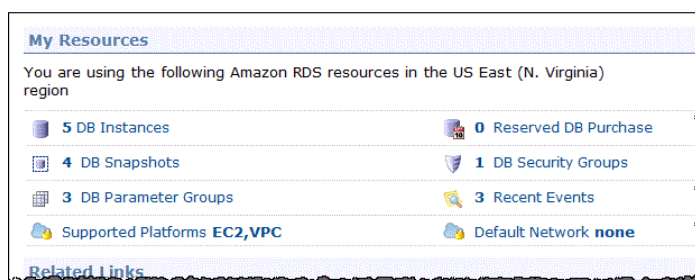 My Resources
You are using the following Amazon RDS resources in the US East (N. Virginia)
region
5 DB Instances
0 Reserved DB Purchase
4 DB Snapshots
1 DB Security Groups
3 DB Parameter Groups
3 Recent Events
Supported Platforms EC2,VPC
Default Network none
Related Links